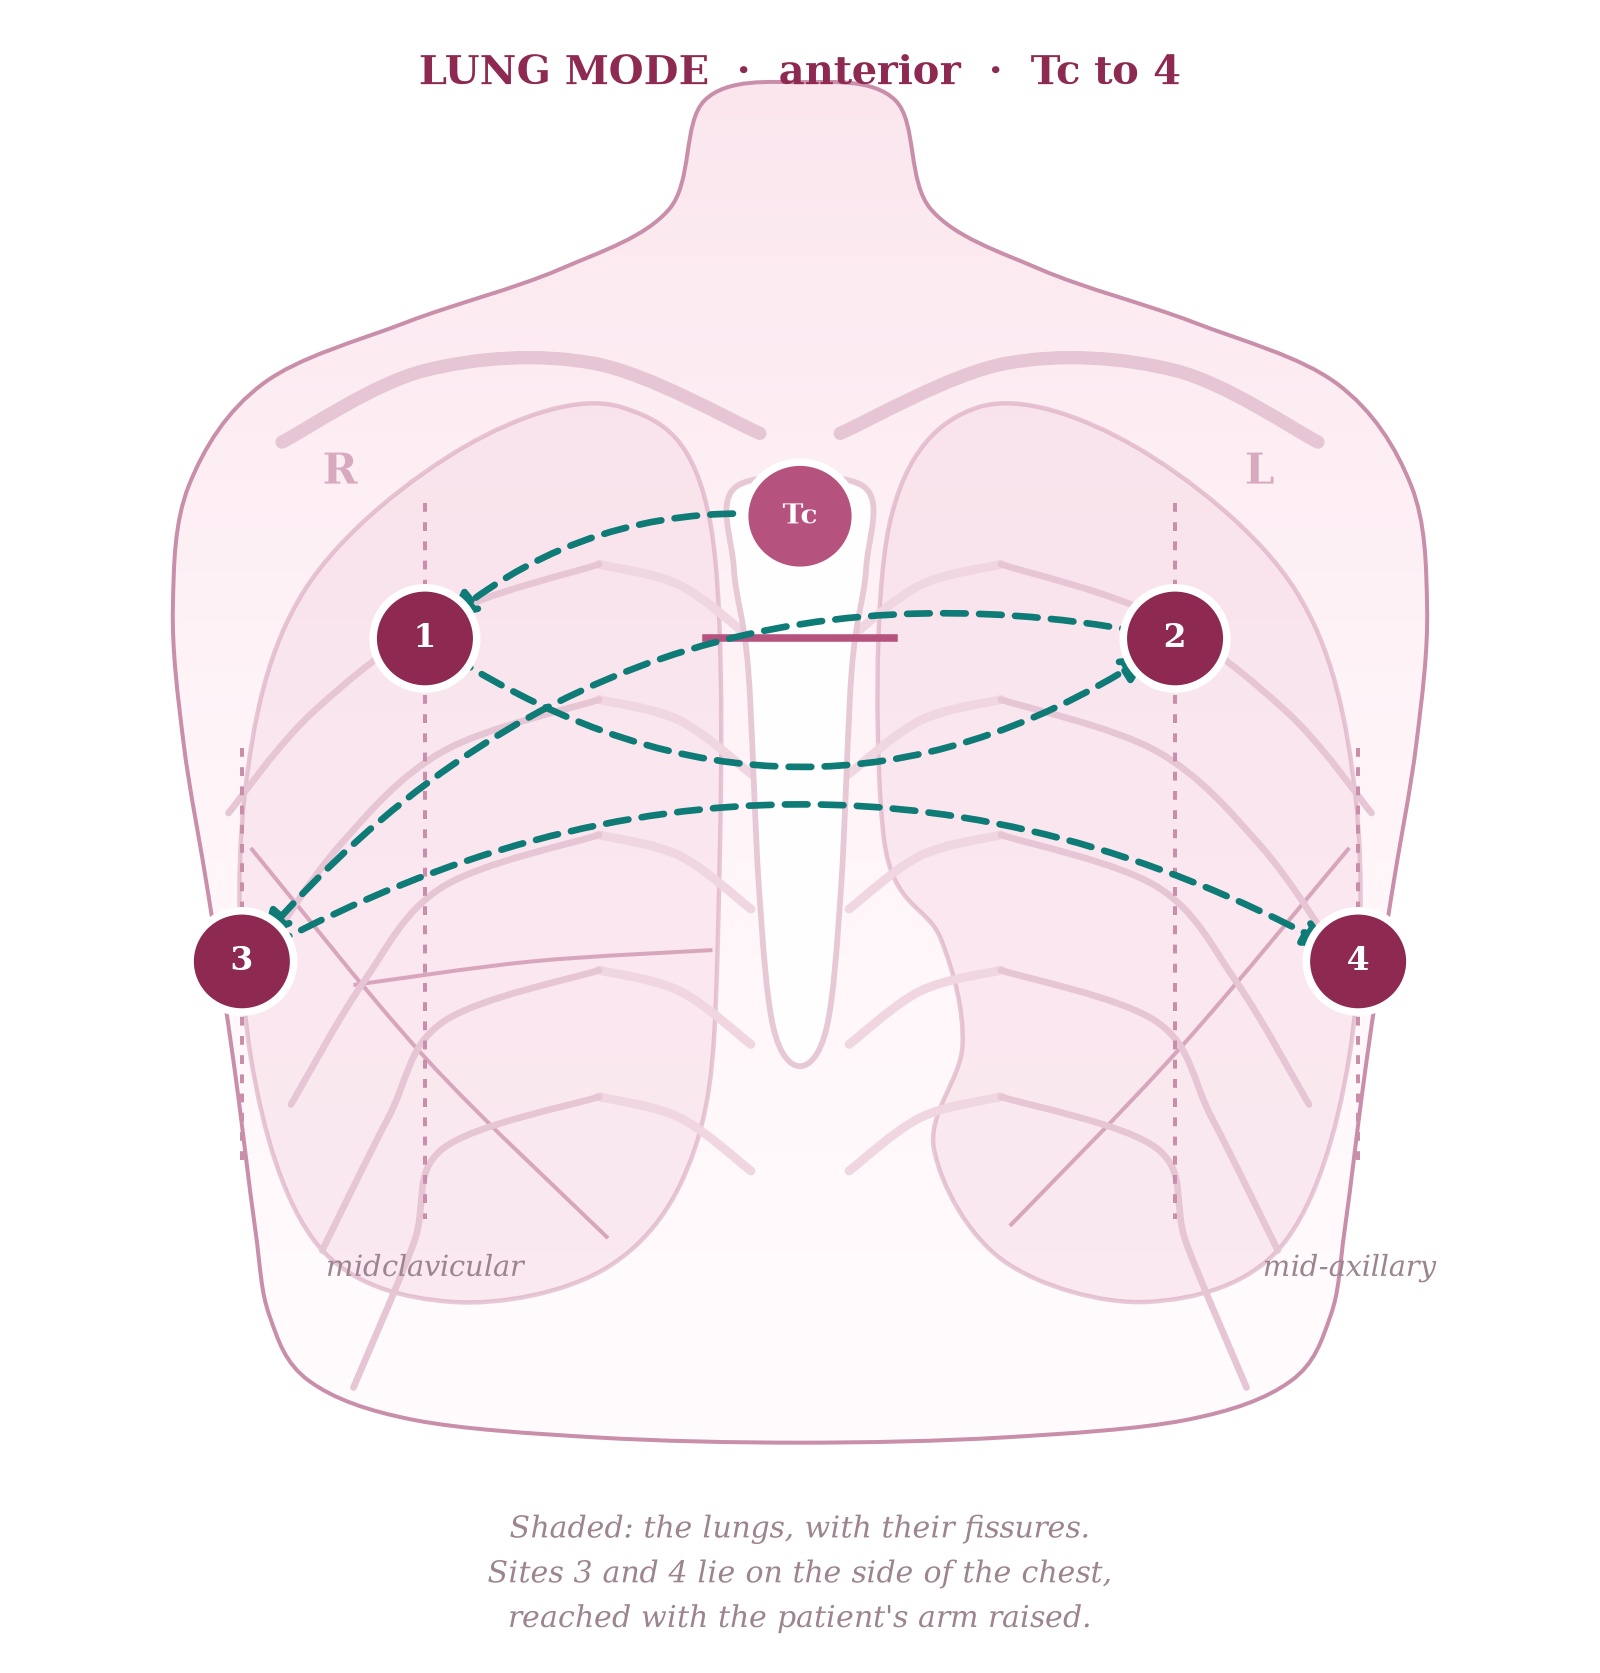 LUNG MODE · anterior · Tc to 4
R
L
Tc
1
2
3
4
midclavicular
mid-axillary
Shaded: the lungs, with their fissures.
Sites 3 and 4 lie on the side of the chest,
reached with the patient's arm raised.